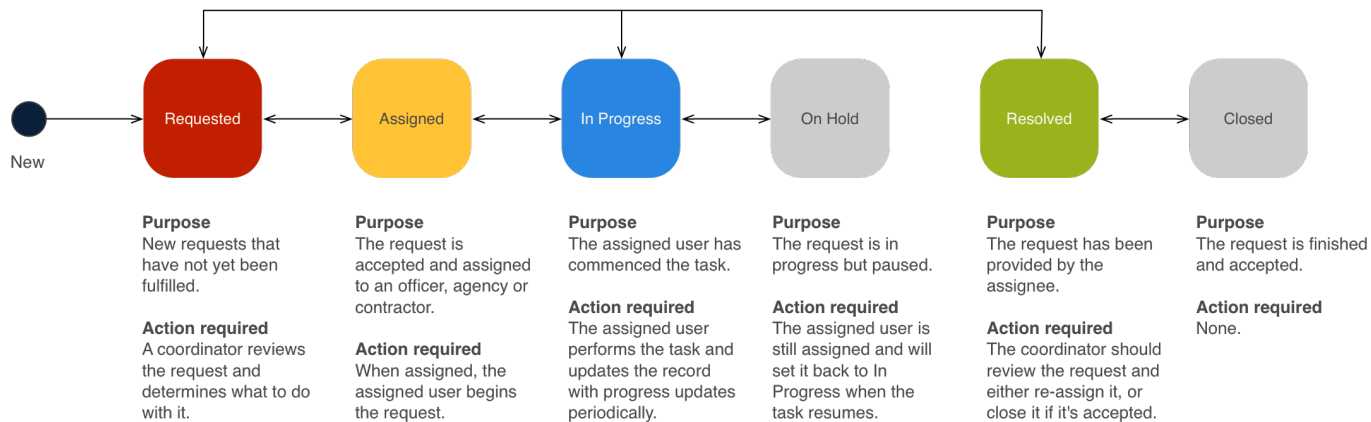 Requested
Assigned
In Progress
On Hold
Resolved
Closed
New
Purpose
New requests that
have not yet been
fulfilled.
Action required
A coordinator reviews
the request and
determines what to do
with it.
Purpose
The request is
accepted and assigned
to an officer, agency or
contractor.
Action required
When assigned, the
assigned user begins
the request.
Purpose
The assigned user has
commenced the task.
Action required
The assigned user
performs the task and
updates the record
with progress updates
periodically.
Purpose
The request is in
progress but paused.
Action required
The assigned user is
still assigned and will
set it back to In
Progress when the
task resumes.
Purpose
The request has been
provided by the
assignee.
Action required
The coordinator should
review the request and
either re-assign it, or
close it if it's accepted.
Purpose
The request is finished
and accepted.
Action required
None.